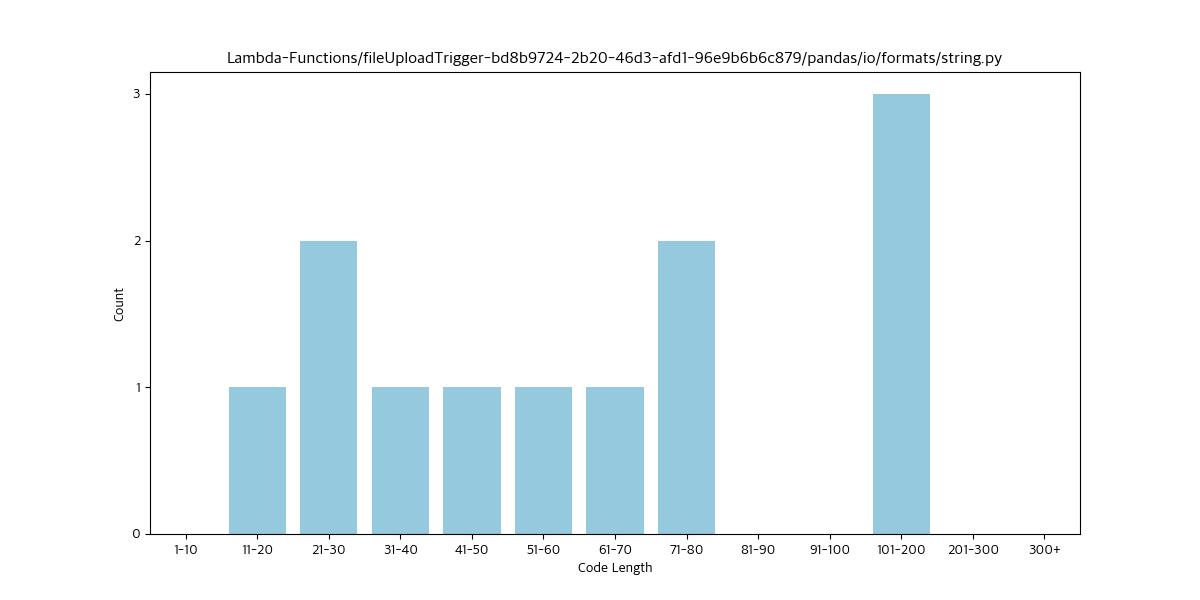 Lambda-Functions/fileUploadTrigger-bd8b9724-2b20-46d3-afd1-96e9b6b6c879/pandas/io/formats/string.py
3
2
1
0
Count
1-10 11-20 21-30 31-40 41-50 51-60 61-70 71-80 81-90 91-100 101-200 201-300 300+
Code Length